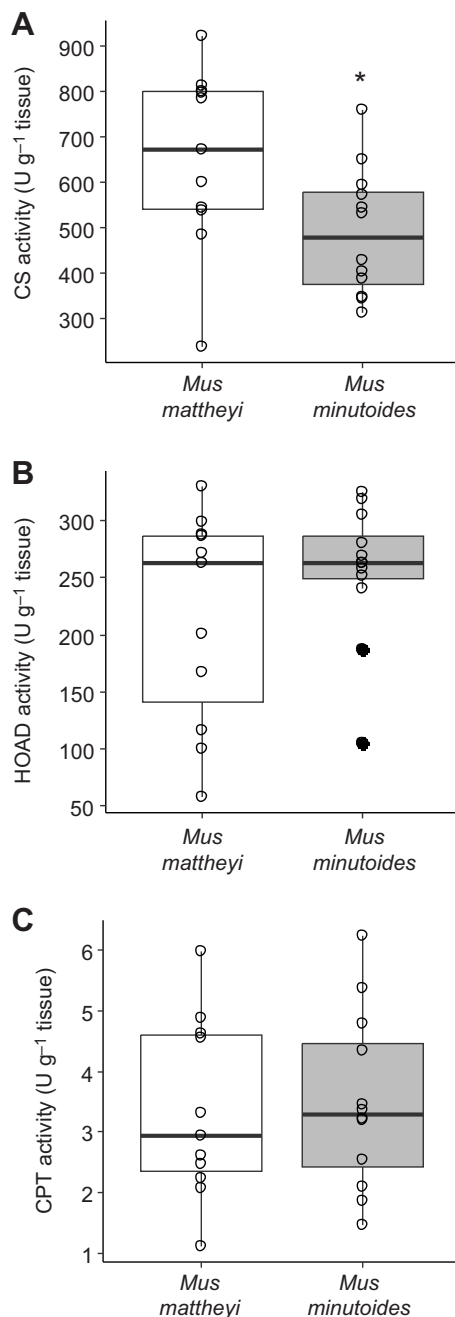 A
CS activity (U g⁻¹ tissue)
900
800
700
600
500
400
300
*
Mus
mattheyi
Mus
minutoides
B
HOAD activity (U g⁻¹ tissue)
300
250
200
150
100
50
Mus
mattheyi
Mus
minutoides
C
CPT activity (U g⁻¹ tissue)
6
5
4
3
2
1
Mus
mattheyi
Mus
minutoides